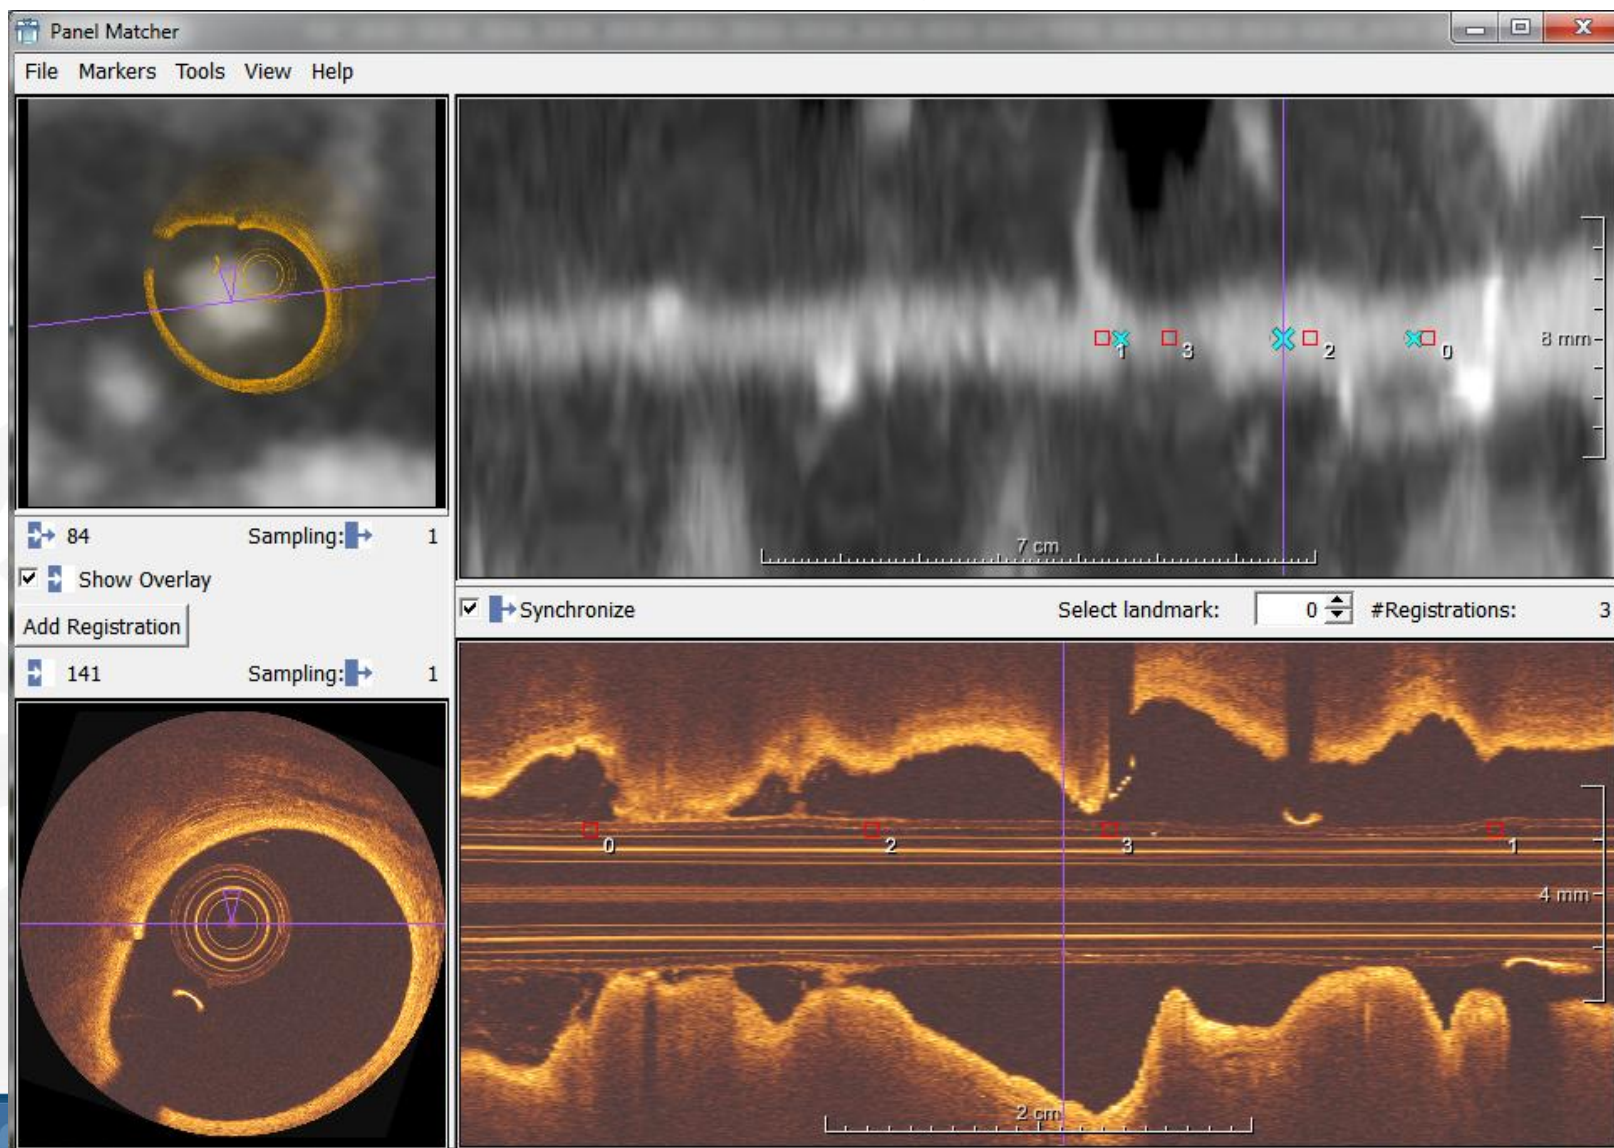 Panel Matcher
File Markers Tools View Help
1 3 2 0
8 mm
7 cm
84 Sampling: 1
Show Overlay
Synchronize Select landmark: 0 #Registrations: 3
Add Registration
141 Sampling: 1
0 2 3 1
4 mm
2 cm